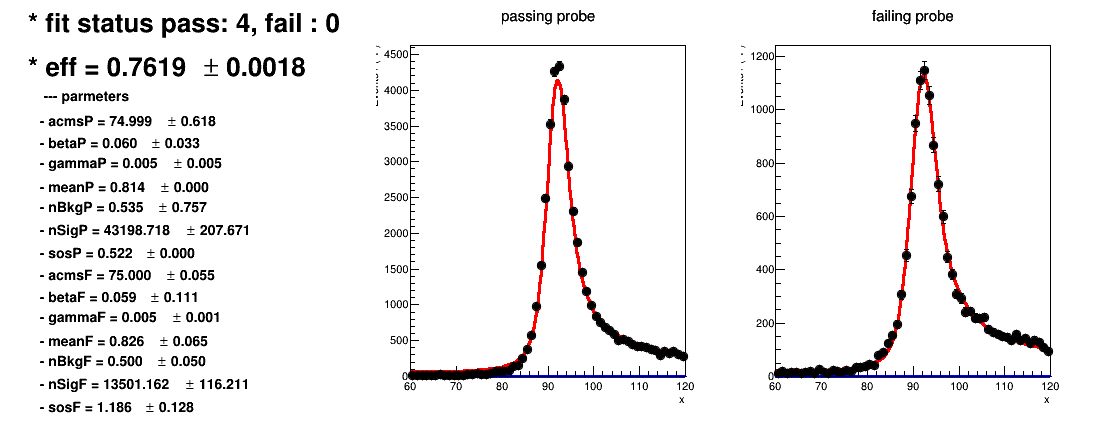 * fit status pass: 4, fail : 0
* eff = 0.7619 ± 0.0018
--- parmeters
- acmsP = 74.999 ± 0.618
- betaP = 0.060 ± 0.033
- gammaP = 0.005 ± 0.005
- meanP = 0.814 ± 0.000
- nBkgP = 0.535 ± 0.757
- nSigP = 43198.718 ± 207.671
- sosP = 0.522 ± 0.000
- acmsF = 75.000 ± 0.055
- betaF = 0.059 ± 0.111
- gammaF = 0.005 ± 0.001
- meanF = 0.826 ± 0.065
- nBkgF = 0.500 ± 0.050
- nSigF = 13501.162 ± 116.211
- sosF = 1.186 ± 0.128
passing probe
4500
4000
3500
3000
2500
2000
1500
1000
500
0
60 70 80 90 100 110 120
x
failing probe
1200
1000
800
600
400
200
0
60 70 80 90 100 110 120
x